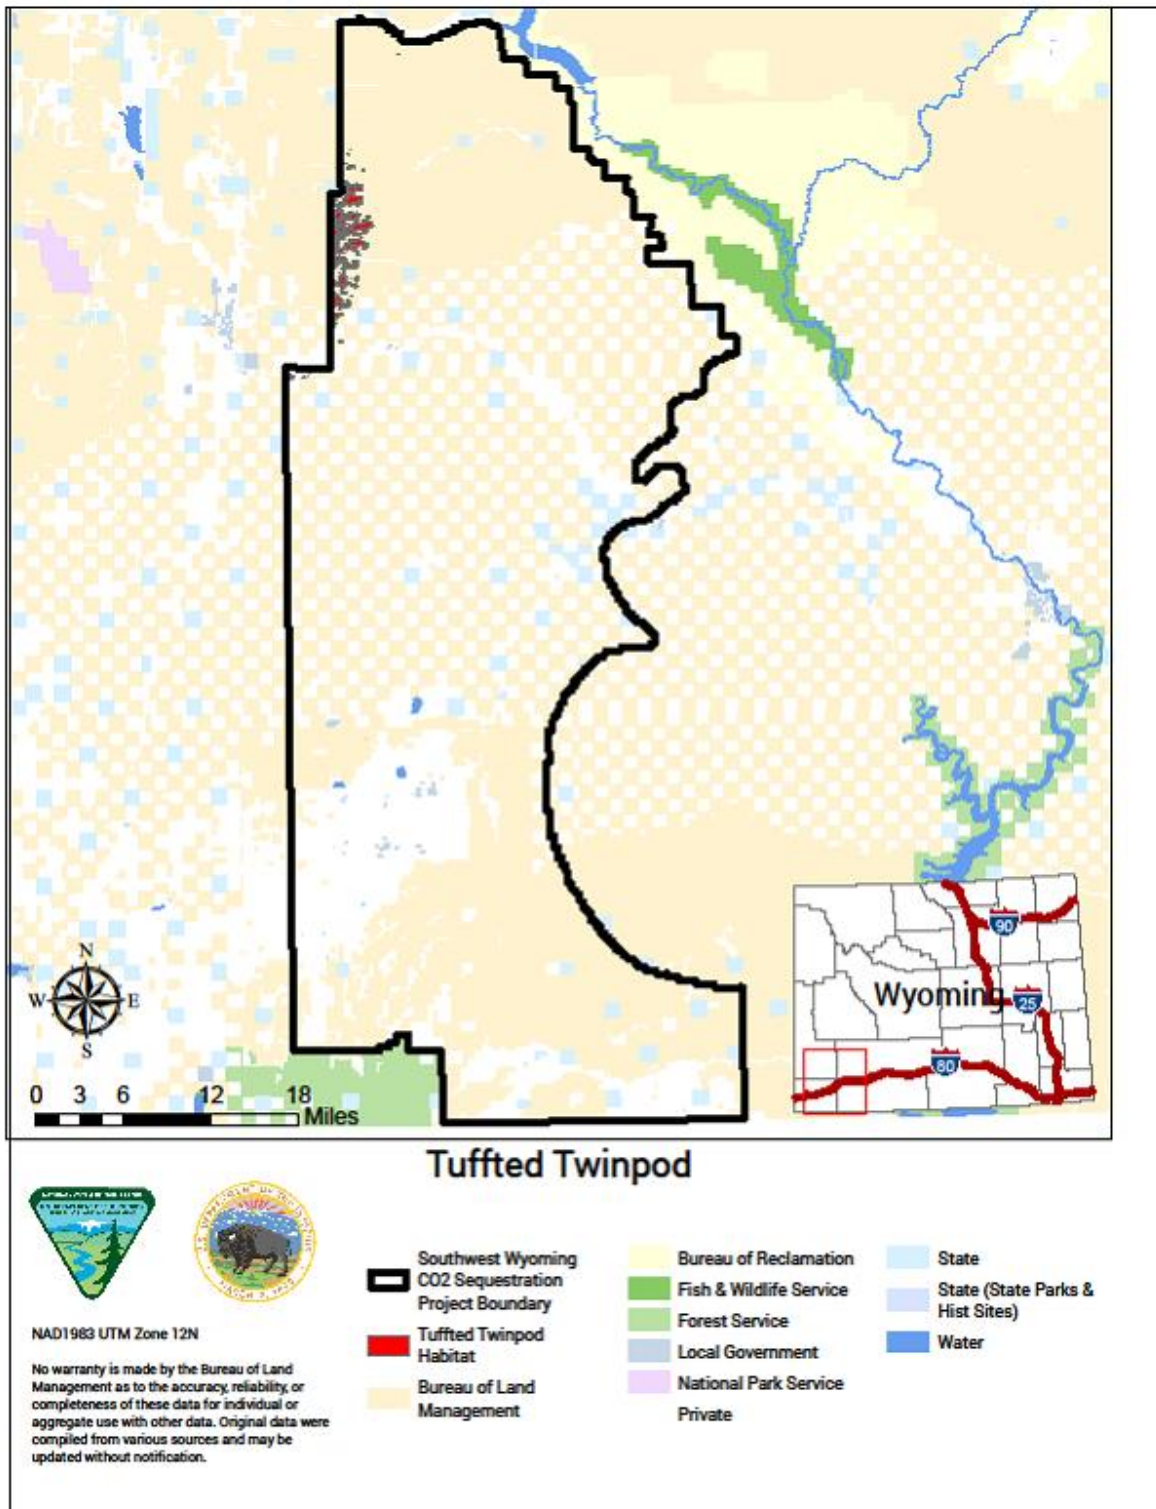 90
Wyoming
25
80
N
W E
S
0 3 6 12 18
Miles
Tuffted Twinpod
Southwest Wyoming
CO2 Sequestration
Project Boundary
Tuffted Twinpod
Habitat
Bureau of Land
Management
Bureau of Reclamation
Fish & Wildlife Service
Forest Service
Local Government
National Park Service
Private
State
State (State Parks &
Hist Sites)
Water
NAD1983 UTM Zone 12N
No warranty is made by the Bureau of Land
Management as to the accuracy, reliability, or
completeness of these data for individual or
aggregate use with other data. Original data were
compiled from various sources and may be
updated without notification.